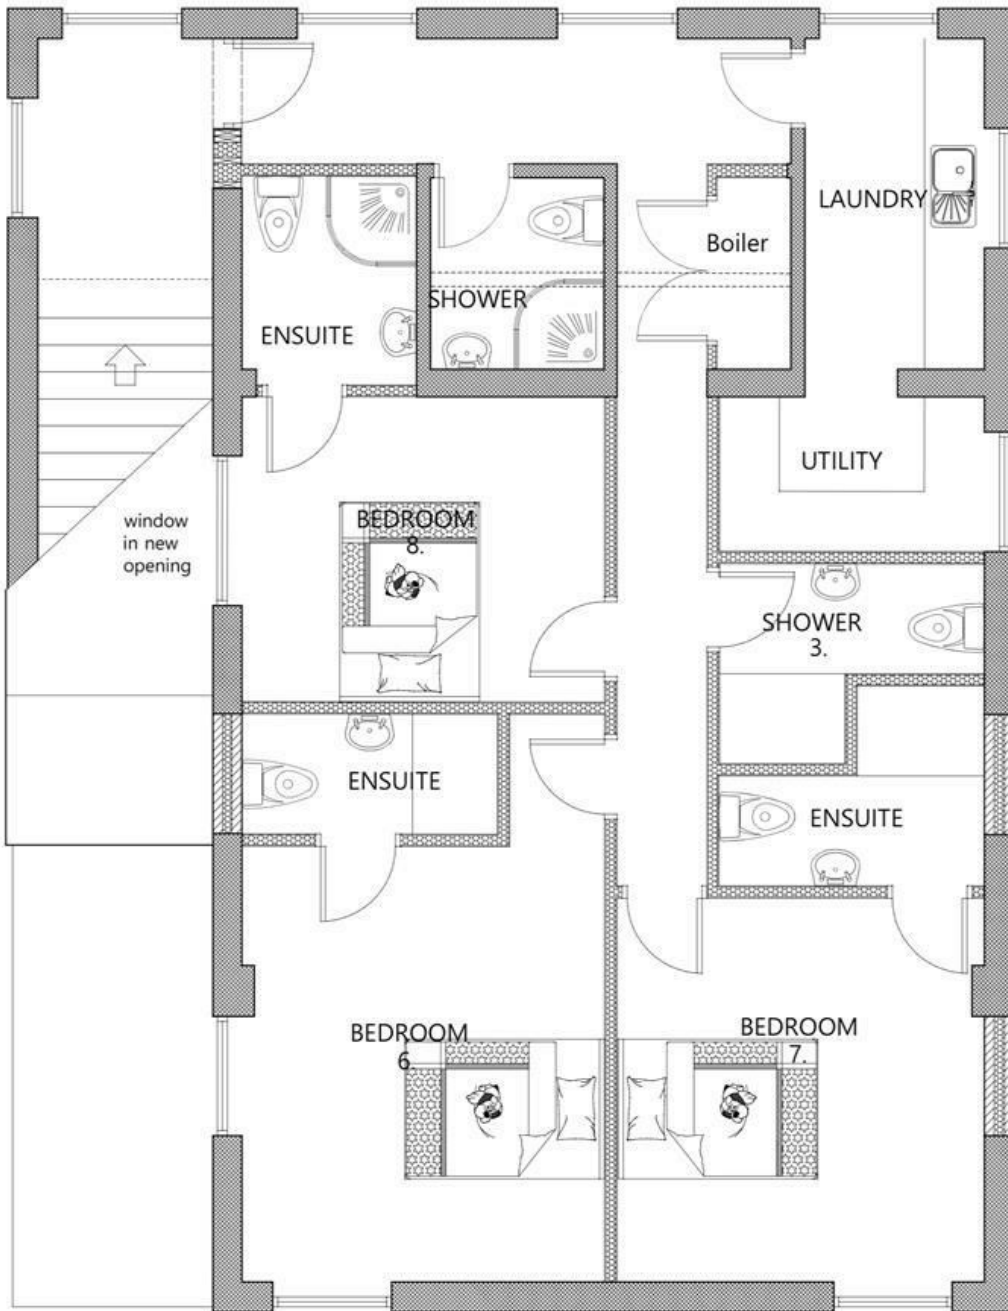 LAUNDRY
Boiler
SHOWER
ENSUITE
UTILITY
BEDROOM
8.
window
in new
opening
SHOWER
3.
ENSUITE
ENSUITE
BEDROOM
6.
BEDROOM
7.